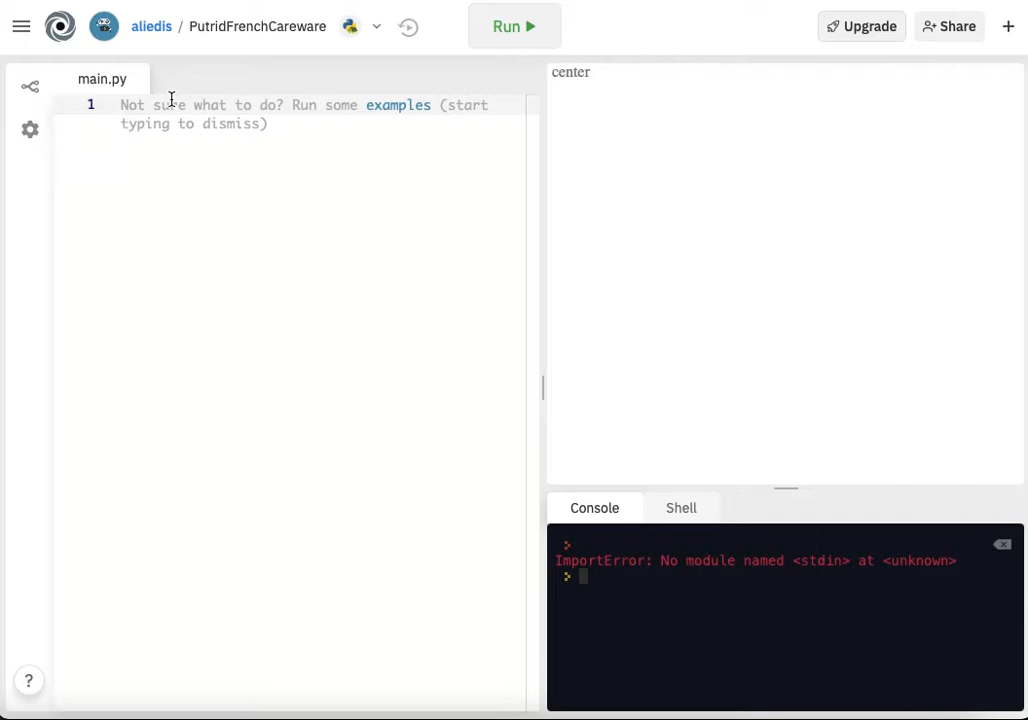 aliedis / PutridFrenchCareware
Run
Upgrade
Share
main.py
1 Not sure what to do? Run some examples (start
typing to dismiss)
center
Console Shell
>
ImportError: No module named <stdin> at <unknown>
>
?